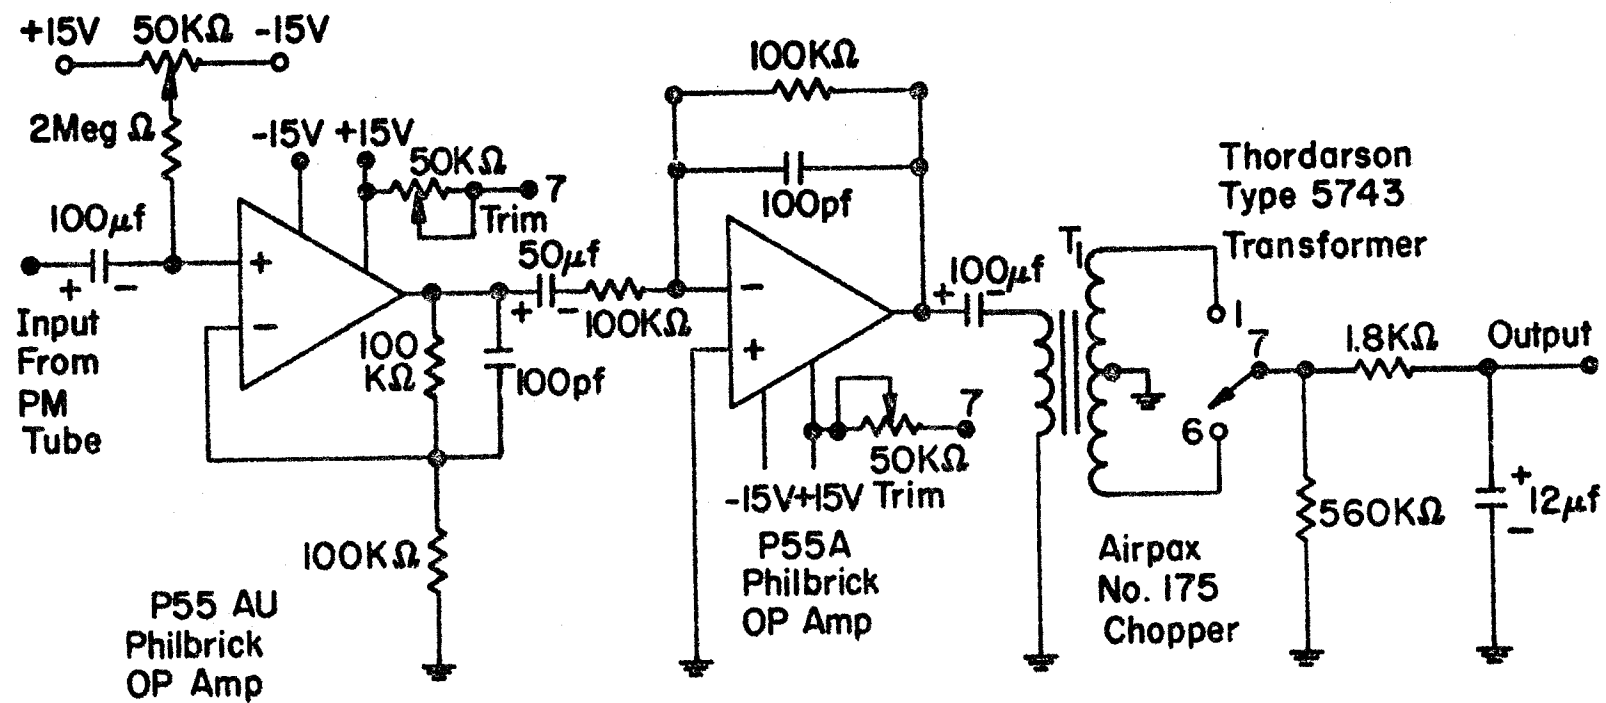 +15V 50KΩ -15V
2Meg Ω
-15V +15V
50KΩ
7
Trim
100μf
+ -
Input
From
PM
Tube
+
-
50μf
+ -
100KΩ
100
KΩ
100pf
100KΩ
P55 AU
Philbrick
OP Amp
100KΩ
100pf
-
+
-15V +15V
50KΩ
Trim
7
P55A
Philbrick
OP Amp
100μf
+ -
T1
Thordarson
Type 5743
Transformer
1
7
6
Airpax
No. 175
Chopper
1.8KΩ
Output
560KΩ
+
12μf
-